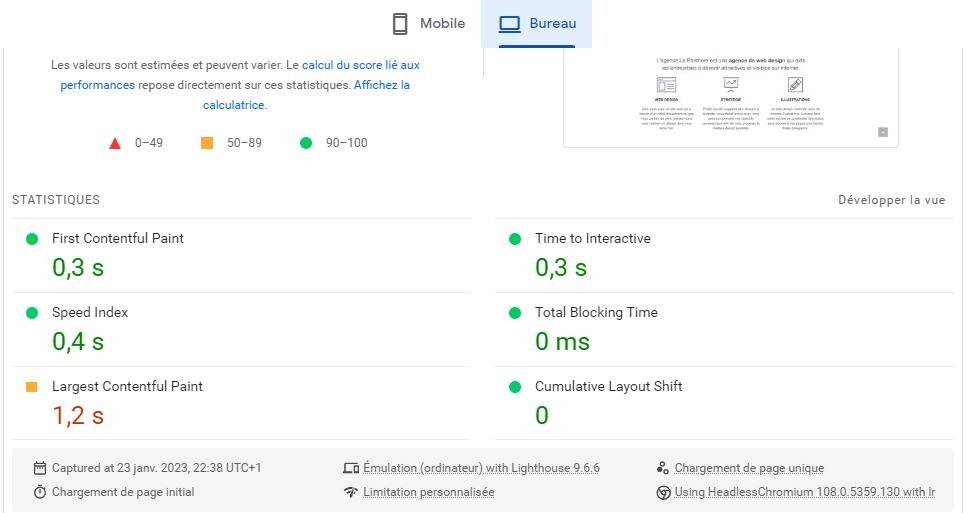 Mobile
Bureau
Les valeurs sont estimées et peuvent varier. Le calcul du score lié aux
performances repose directement sur ces statistiques. Affichez la
calculatrice.
0–49
50–89
90–100
L'agence La Panthère est une agence de web design qui aide
les entreprises à devenir attractives et visibles sur internet.
WEB DESIGN
STRATÉGIE
ILLUSTRATIONS
STATISTIQUES
Développer la vue
First Contentful Paint
0,3 s
Time to Interactive
0,3 s
Speed Index
0,4 s
Total Blocking Time
0 ms
Largest Contentful Paint
1,2 s
Cumulative Layout Shift
0
Captured at 23 janv. 2023, 22:38 UTC+1
Émulation (ordinateur) with Lighthouse 9.6.6
Chargement de page unique
Chargement de page initial
Limitation personnalisée
Using HeadlessChromium 108.0.5359.130 with lr